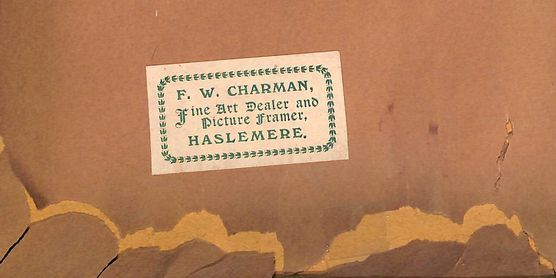 F. W. CHARMAN,
Fine Art Dealer and
Picture Framer,
HASLEMERE.